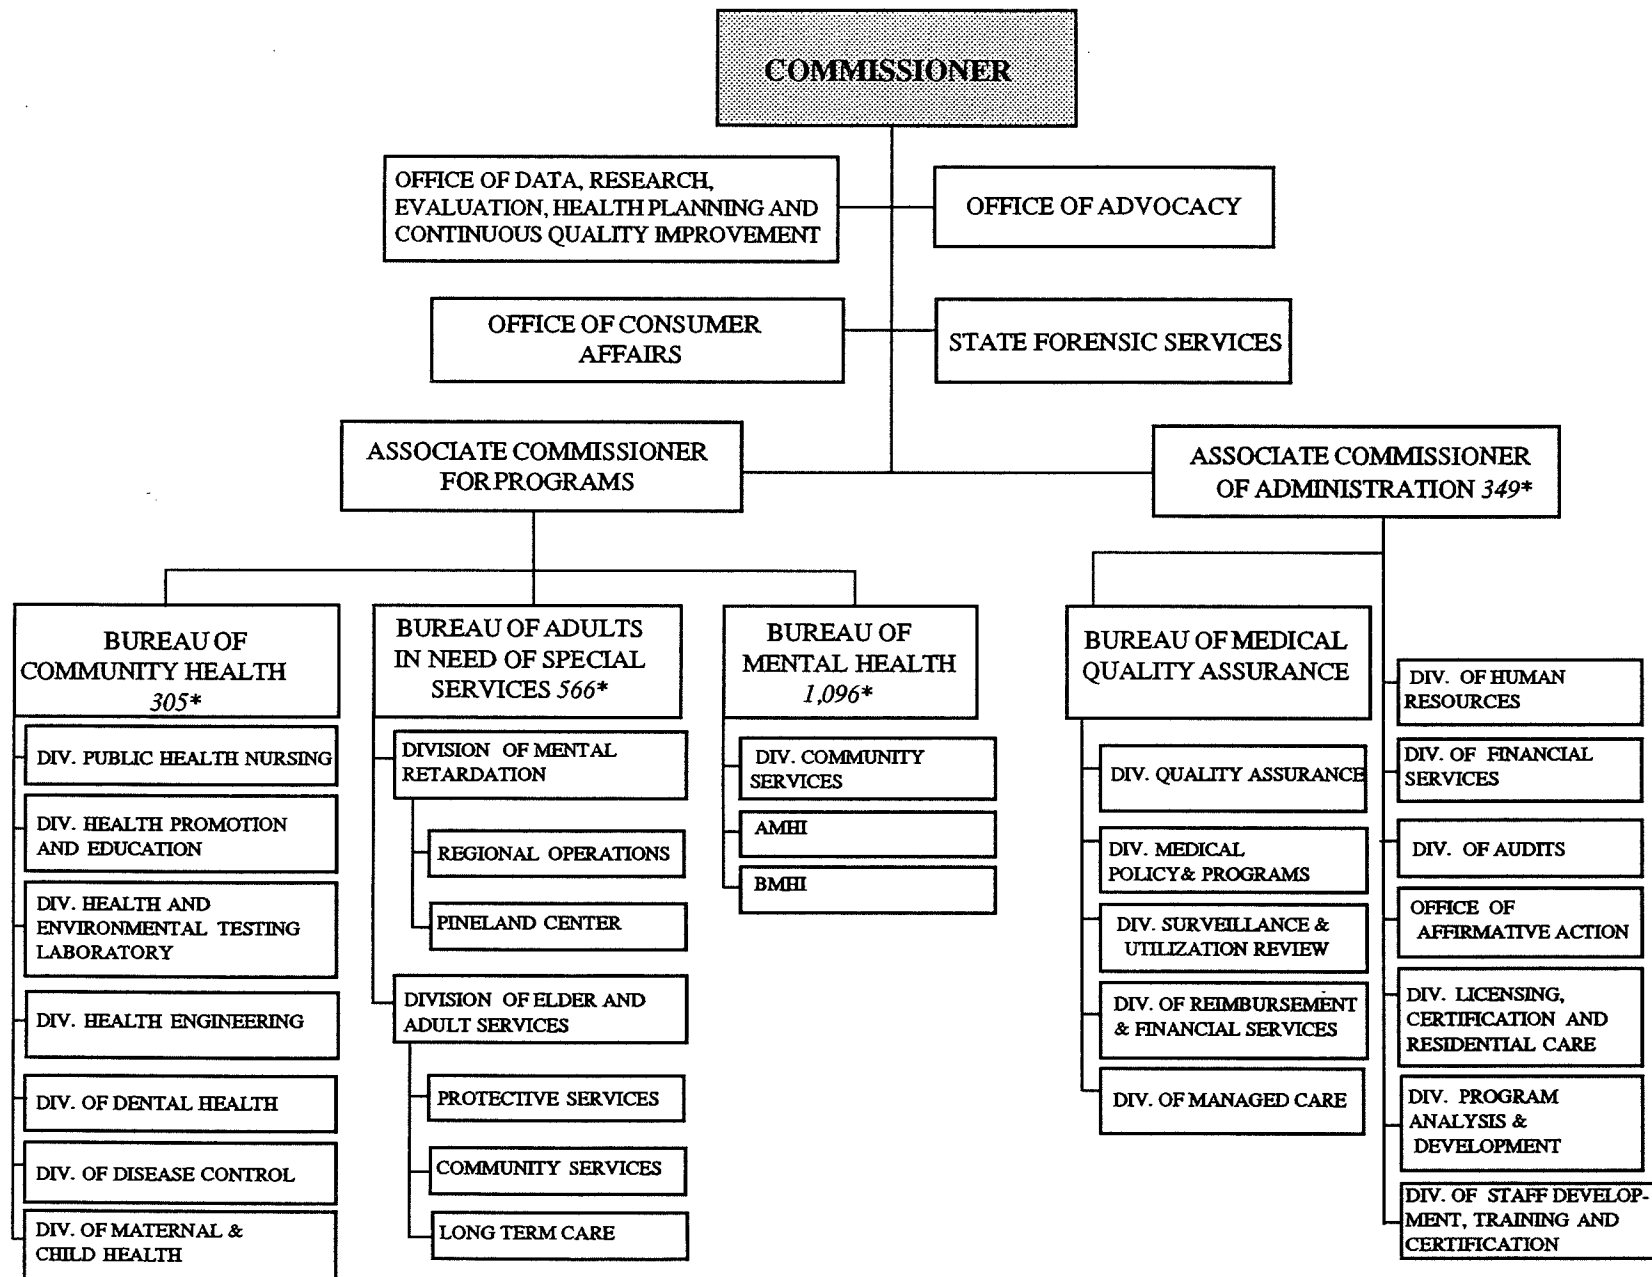 COMMISSIONER
OFFICE OF DATA, RESEARCH,
EVALUATION, HEALTH PLANNING AND
CONTINUOUS QUALITY IMPROVEMENT
OFFICE OF ADVOCACY
OFFICE OF CONSUMER
AFFAIRS
STATE FORENSIC SERVICES
ASSOCIATE COMMISSIONER
FOR PROGRAMS
ASSOCIATE COMMISSIONER
OF ADMINISTRATION 349*
BUREAU OF
COMMUNITY HEALTH
305*
DIV. PUBLIC HEALTH NURSING
DIV. HEALTH PROMOTION
AND EDUCATION
DIV. HEALTH AND
ENVIRONMENTAL TESTING
LABORATORY
DIV. HEALTH ENGINEERING
DIV. OF DENTAL HEALTH
DIV. OF DISEASE CONTROL
DIV. OF MATERNAL &
CHILD HEALTH
BUREAU OF ADULTS
IN NEED OF SPECIAL
SERVICES 566*
DIVISION OF MENTAL
RETARDATION
REGIONAL OPERATIONS
PINELAND CENTER
DIVISION OF ELDER AND
ADULT SERVICES
PROTECTIVE SERVICES
COMMUNITY SERVICES
LONG TERM CARE
BUREAU OF
MENTAL HEALTH
1,096*
DIV. COMMUNITY
SERVICES
AMHI
BMHI
BUREAU OF MEDICAL
QUALITY ASSURANCE
DIV. QUALITY ASSURANCE
DIV. MEDICAL
POLICY & PROGRAMS
DIV. SURVEILLANCE &
UTILIZATION REVIEW
DIV. OF REIMBURSEMENT
& FINANCIAL SERVICES
DIV. OF MANAGED CARE
DIV. OF HUMAN
RESOURCES
DIV. OF FINANCIAL
SERVICES
DIV. OF AUDITS
OFFICE OF
AFFIRMATIVE ACTION
DIV. LICENSING,
CERTIFICATION AND
RESIDENTIAL CARE
DIV. PROGRAM
ANALYSIS &
DEVELOPMENT
DIV. OF STAFF DEVELOP-
MENT, TRAINING AND
CERTIFICATION